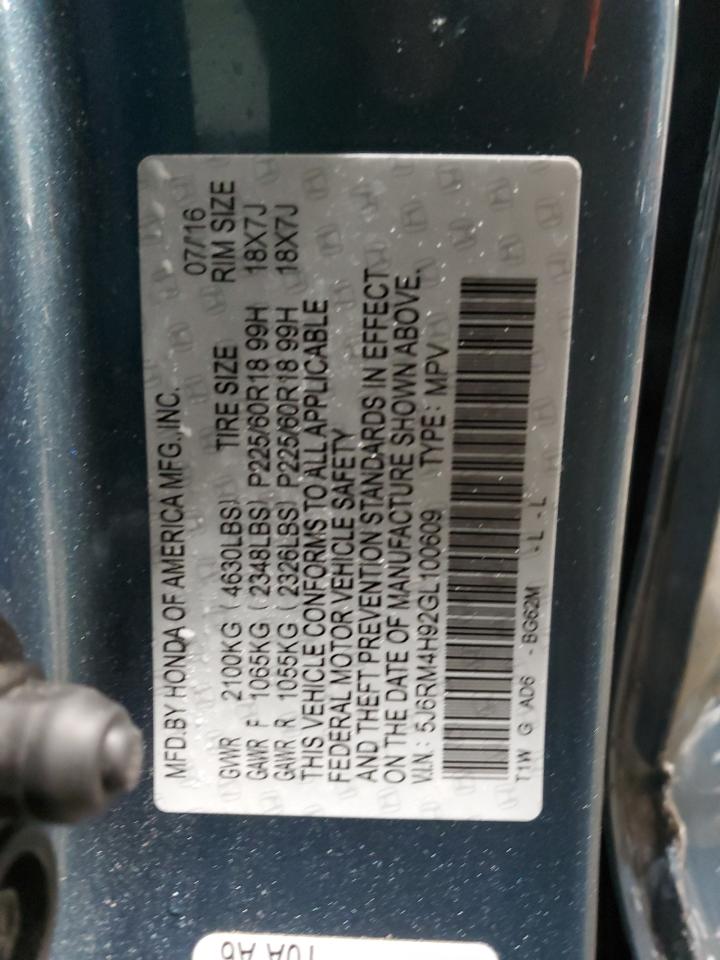 MFD.BY HONDA OF AMERICA MFG.,INC. 07/16
GVWR 2100KG ( 4630LBS) TIRE SIZE RIM SIZE
GAWR F 1065KG ( 2348LBS) P225/60R18 99H 18X7J
GAWR R 1055KG ( 2326LBS) P225/60R18 99H 18X7J
THIS VEHICLE CONFORMS TO ALL APPLICABLE
FEDERAL MOTOR VEHICLE SAFETY
AND THEFT PREVENTION STANDARDS IN EFFECT
ON THE DATE OF MANUFACTURE SHOWN ABOVE.
V.I.N.: 5J6RM4H92GL100609 TYPE: MPV
T1W G AD6 - BG62M - L - L